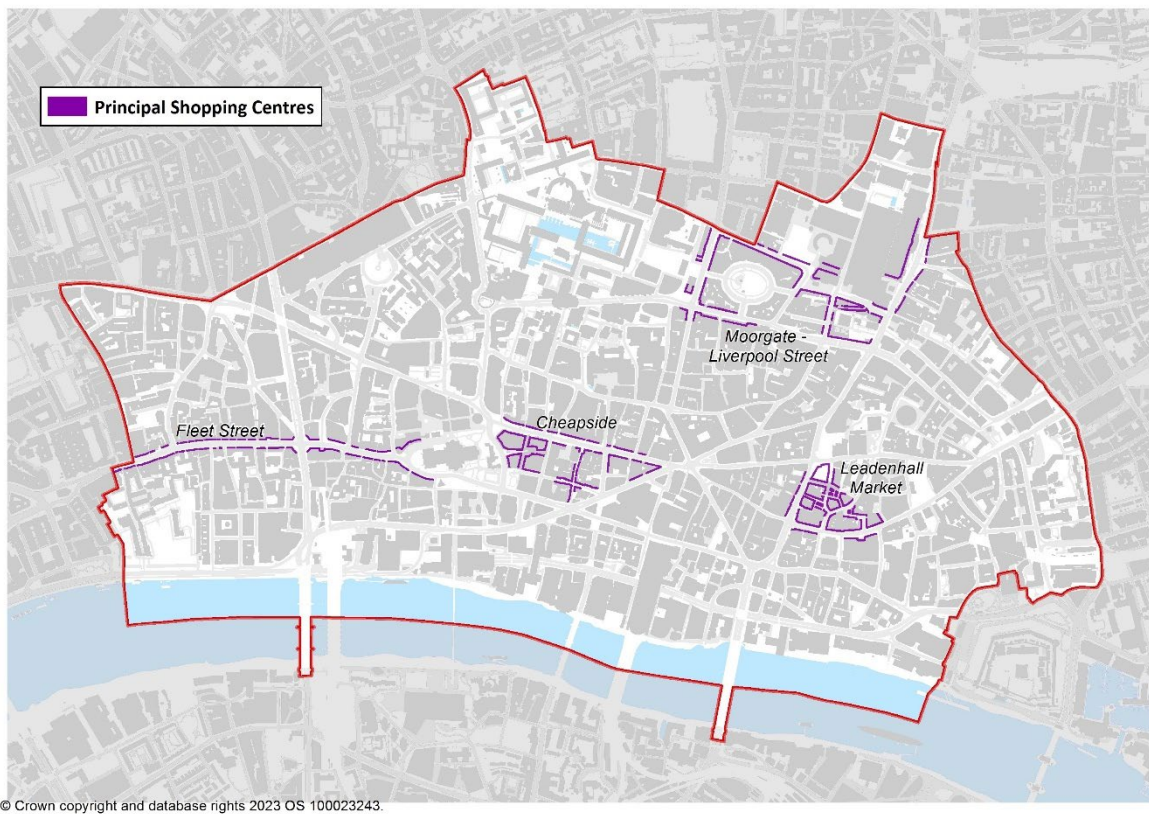 Principal Shopping Centres
Moorgate -
Liverpool Street
Fleet Street
Cheapside
Leadenhall
Market
© Crown copyright and database rights 2023 OS 100023243.